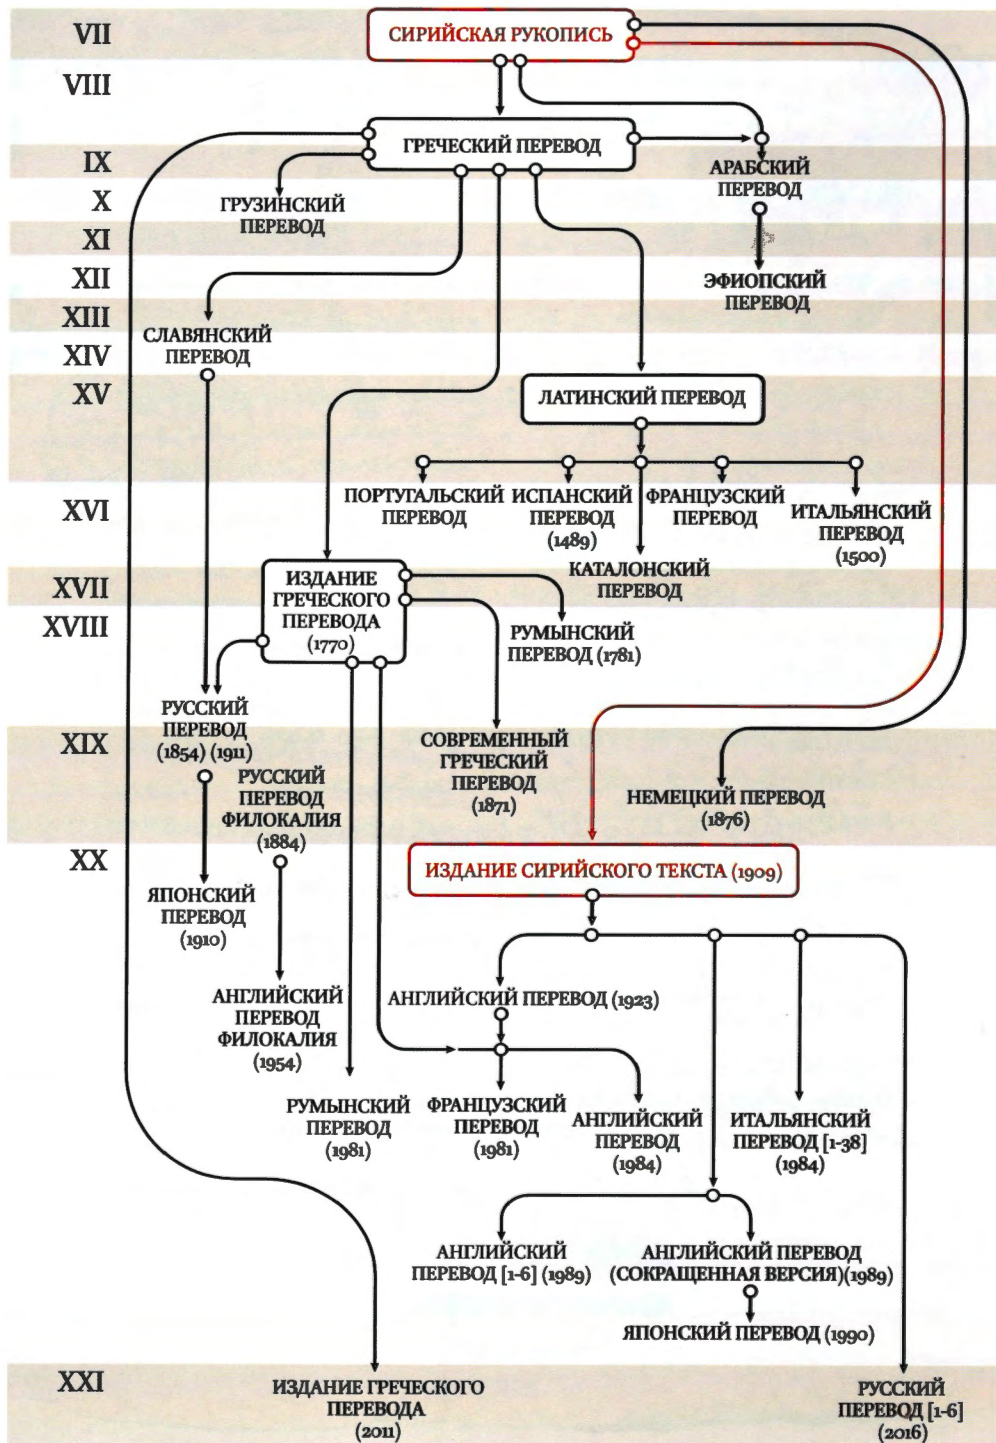 VII
СИРИЙСКАЯ РУКОПИСЬ
VIII
ГРЕЧЕСКИЙ ПЕРЕВОД
IX
АРАБСКИЙ
ПЕРЕВОД
X
ГРУЗИНСКИЙ
ПЕРЕВОД
XI
XII
ЭФИОПСКИЙ
ПЕРЕВОД
XIII
СЛАВЯНСКИЙ
ПЕРЕВОД
XIV
XV
ЛАТИНСКИЙ ПЕРЕВОД
XVI
ПОРТУГАЛЬСКИЙ
ПЕРЕВОД
ИСПАНСКИЙ
ПЕРЕВОД
(1489)
ФРАНЦУЗСКИЙ
ПЕРЕВОД
ИТАЛЬЯНСКИЙ
ПЕРЕВОД
(1500)
КАТАЛОНСКИЙ
ПЕРЕВОД
XVII
ИЗДАНИЕ
ГРЕЧЕСКОГО
ПЕРЕВОДА
(1770)
XVIII
РУМЫНСКИЙ
ПЕРЕВОД (1781)
РУССКИЙ
ПЕРЕВОД
(1854) (1911)
XIX
СОВРЕМЕННЫЙ
ГРЕЧЕСКИЙ
ПЕРЕВОД
(1871)
РУССКИЙ
ПЕРЕВОД
ФИЛОКАЛИЯ
(1884)
НЕМЕЦКИЙ ПЕРЕВОД
(1876)
XX
ИЗДАНИЕ СИРИЙСКОГО ТЕКСТА (1909)
ЯПОНСКИЙ
ПЕРЕВОД
(1910)
АНГЛИЙСКИЙ
ПЕРЕВОД
ФИЛОКАЛИЯ
(1954)
АНГЛИЙСКИЙ ПЕРЕВОД (1923)
РУМЫНСКИЙ
ПЕРЕВОД
(1981)
ФРАНЦУЗСКИЙ
ПЕРЕВОД
(1981)
АНГЛИЙСКИЙ
ПЕРЕВОД
(1984)
ИТАЛЬЯНСКИЙ
ПЕРЕВОД [1-38]
(1984)
АНГЛИЙСКИЙ
ПЕРЕВОД [1-6] (1989)
АНГЛИЙСКИЙ ПЕРЕВОД
(СОКРАЩЕННАЯ ВЕРСИЯ)(1989)
ЯПОНСКИЙ ПЕРЕВОД (1990)
XXI
ИЗДАНИЕ ГРЕЧЕСКОГО
ПЕРЕВОДА
(2011)
РУССКИЙ
ПЕРЕВОД [1-6]
(2016)